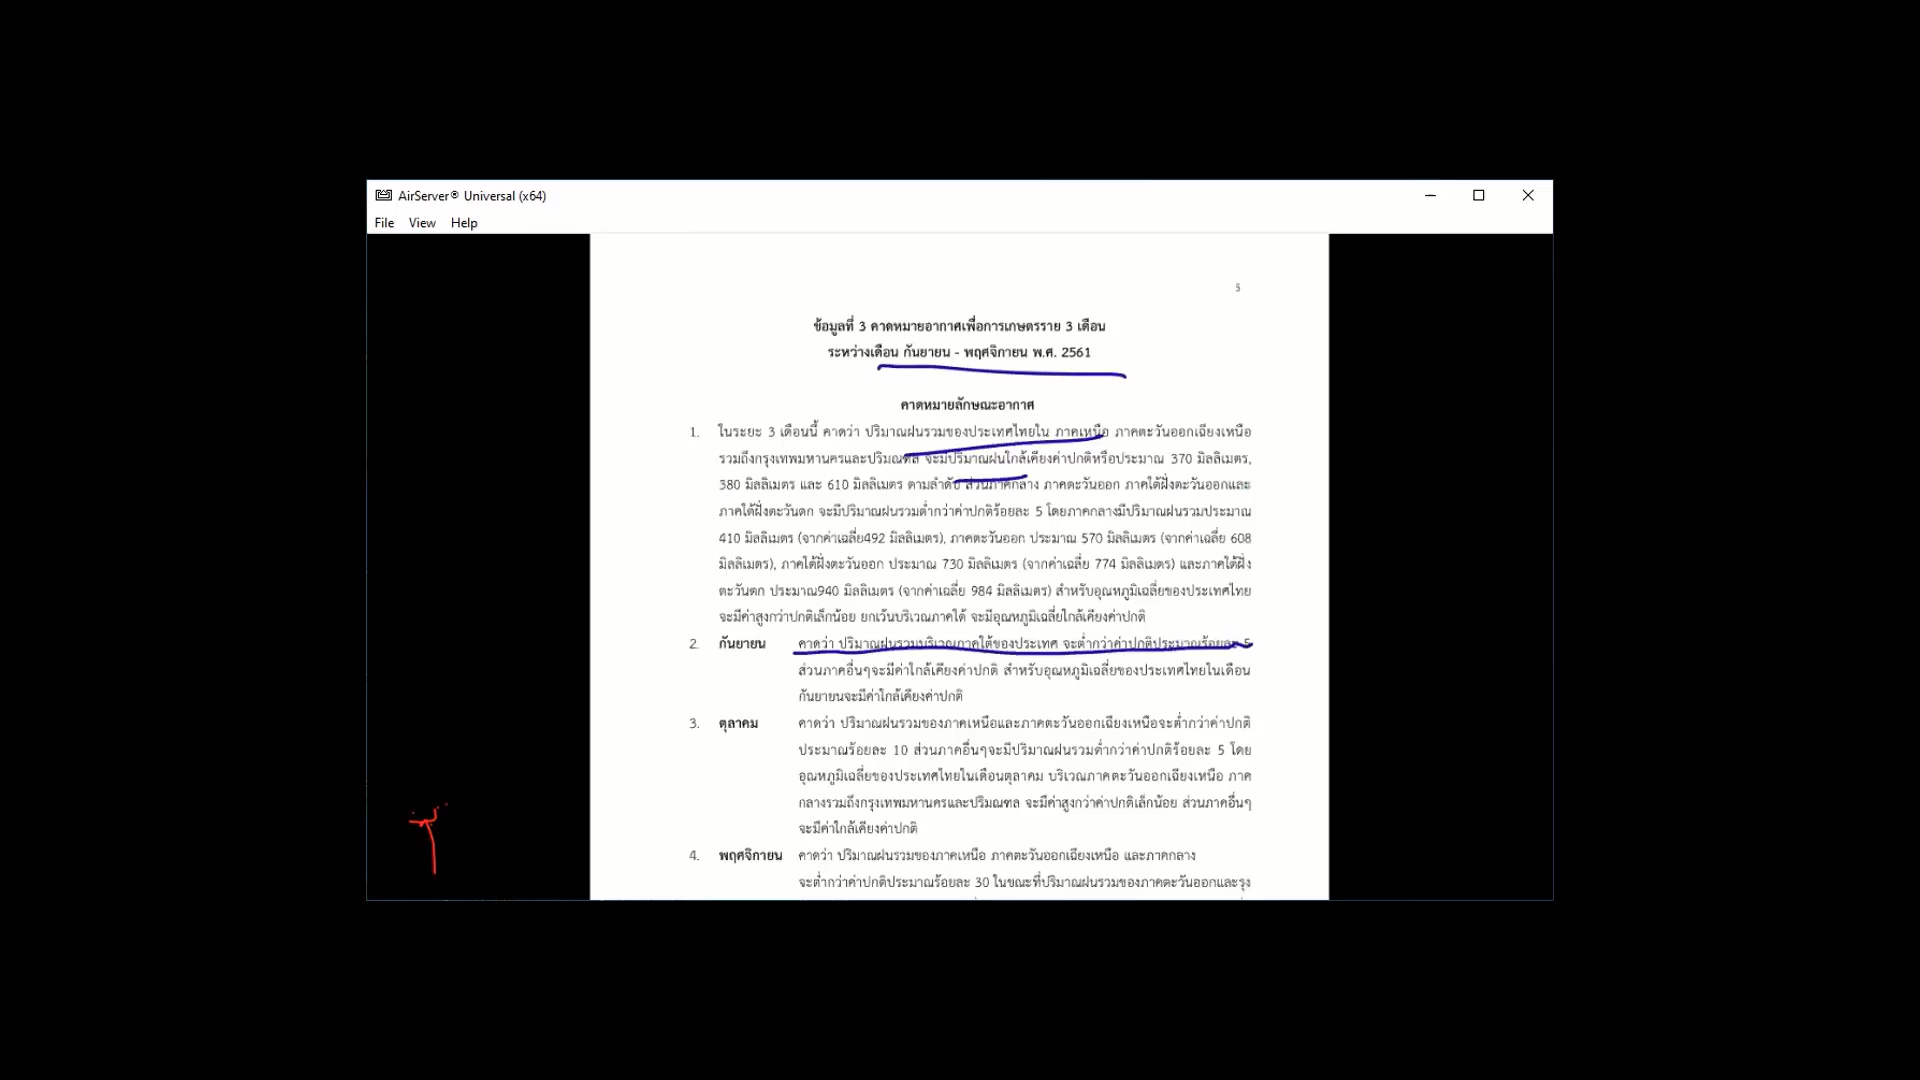 AirServer® Universal (x64)
File View Help
5
ข้อมูลที่ 3 คาดหมายอากาศเพื่อการเกษตรราย 3 เดือน
ระหว่างเดือน กันยายน - พฤศจิกายน พ.ศ. 2561
คาดหมายลักษณะอากาศ
1. ในระยะ 3 เดือนนี้ คาดว่า ปริมาณฝนรวมของประเทศไทยใน ภาคเหนือ ภาคตะวันออกเฉียงเหนือ
รวมถึงกรุงเทพมหานครและปริมณฑล จะมีปริมาณฝนใกล้เคียงค่าปกติหรือประมาณ 370 มิลลิเมตร,
380 มิลลิเมตร และ 610 มิลลิเมตร ตามลำดับ ส่วนภาคกลาง ภาคตะวันออก ภาคใต้ฝั่งตะวันออกและ
ภาคใต้ฝั่งตะวันตก จะมีปริมาณฝนรวมต่ำกว่าค่าปกติร้อยละ 5 โดยภาคกลางมีปริมาณฝนรวมประมาณ
410 มิลลิเมตร (จากค่าเฉลี่ย492 มิลลิเมตร), ภาคตะวันออก ประมาณ 570 มิลลิเมตร (จากค่าเฉลี่ย 608
มิลลิเมตร), ภาคใต้ฝั่งตะวันออก ประมาณ 730 มิลลิเมตร (จากค่าเฉลี่ย 774 มิลลิเมตร) และภาคใต้ฝั่ง
ตะวันตก ประมาณ940 มิลลิเมตร (จากค่าเฉลี่ย 984 มิลลิเมตร) สำหรับอุณหภูมิเฉลี่ยของประเทศไทย
จะมีค่าสูงกว่าปกติเล็กน้อย ยกเว้นบริเวณภาคใต้ จะมีอุณหภูมิเฉลี่ยใกล้เคียงค่าปกติ
2. กันยายน คาดว่า ปริมาณฝนรวมบริเวณภาคใต้ของประเทศ จะต่ำกว่าค่าปกติประมาณร้อยละ 5
ส่วนภาคอื่นๆจะมีค่าใกล้เคียงค่าปกติ สำหรับอุณหภูมิเฉลี่ยของประเทศไทยในเดือน
กันยายนจะมีค่าใกล้เคียงค่าปกติ
3. ตุลาคม คาดว่า ปริมาณฝนรวมของภาคเหนือและภาคตะวันออกเฉียงเหนือจะต่ำกว่าค่าปกติ
ประมาณร้อยละ 10 ส่วนภาคอื่นๆจะมีปริมาณฝนรวมต่ำกว่าค่าปกติร้อยละ 5 โดย
อุณหภูมิเฉลี่ยของประเทศไทยในเดือนตุลาคม บริเวณภาคตะวันออกเฉียงเหนือ ภาค
กลางรวมถึงกรุงเทพมหานครและปริมณฑล จะมีค่าสูงกว่าค่าปกติเล็กน้อย ส่วนภาคอื่นๆ
จะมีค่าใกล้เคียงค่าปกติ
4. พฤศจิกายน คาดว่า ปริมาณฝนรวมของภาคเหนือ ภาคตะวันออกเฉียงเหนือ และภาคกลาง
จะต่ำกว่าค่าปกติประมาณร้อยละ 30 ในขณะที่ปริมาณฝนรวมของภาคตะวันออกและรุง